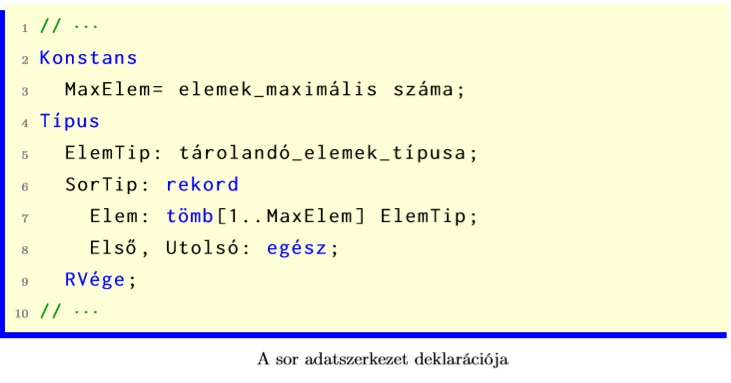 1 // ···
2 Konstans
3 MaxElem= elemek_maximális száma;
4 Típus
5 ElemTip: tárolandó_elemek_típusa;
6 SorTip: rekord
7 Elem: tömb[1..MaxElem] ElemTip;
8 Első, Utolsó: egész;
9 RVége;
10 // ···
A sor adatszerkezet deklarációja